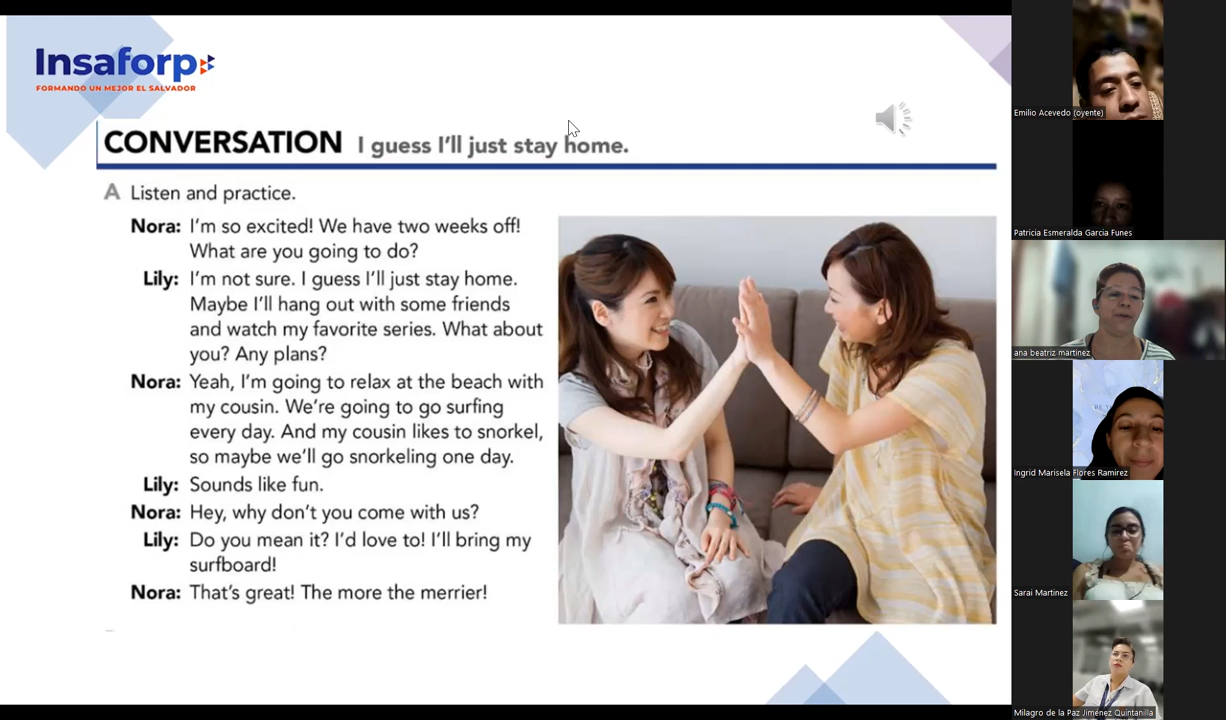 Insaforp
FORMANDO UN MEJOR EL SALVADOR
CONVERSATION I guess I'll just stay home.
A Listen and practice.
Nora: I'm so excited! We have two weeks off!
What are you going to do?
Lily: I'm not sure. I guess I'll just stay home.
Maybe I'll hang out with some friends
and watch my favorite series. What about
you? Any plans?
Nora: Yeah, I'm going to relax at the beach with
my cousin. We're going to go surfing
every day. And my cousin likes to snorkel,
so maybe we'll go snorkeling one day.
Lily: Sounds like fun.
Nora: Hey, why don't you come with us?
Lily: Do you mean it? I'd love to! I'll bring my
surfboard!
Nora: That's great! The more the merrier!
Emilio Acevedo (oyente)
Patricia Esmeralda Garcia Funes
ana beatriz martinez
Ingrid Marisela Flores Ramirez
Sarai Martinez
Milagro de la Paz Jiménez Quintanilla